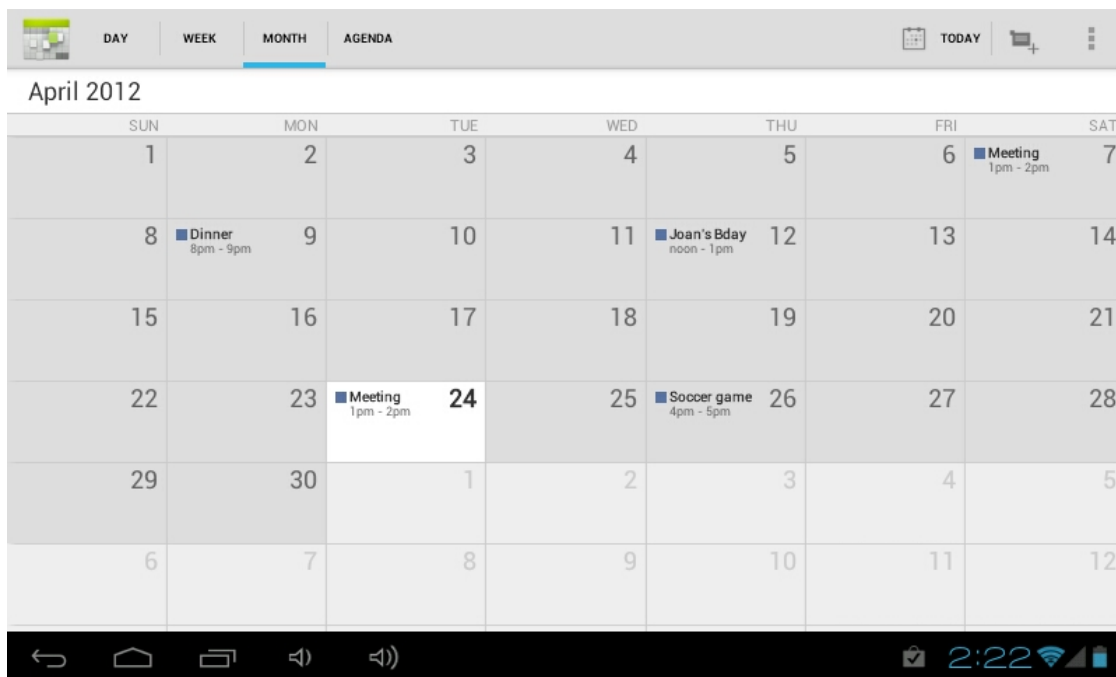 DAY WEEK MONTH AGENDA TODAY
April 2012
SUN MON TUE WED THU FRI SAT
1 2 3 4 5 6 Meeting 7
1pm - 2pm
8 Dinner 9 10 11 Joan's Bday 12 13 14
8pm - 9pm noon - 1pm
15 16 17 18 19 20 21
22 23 Meeting 24 25 Soccer game 26 27 28
1pm - 2pm 4pm - 5pm
29 30 1 2 3 4 5
6 7 8 9 10 11 12
2:22